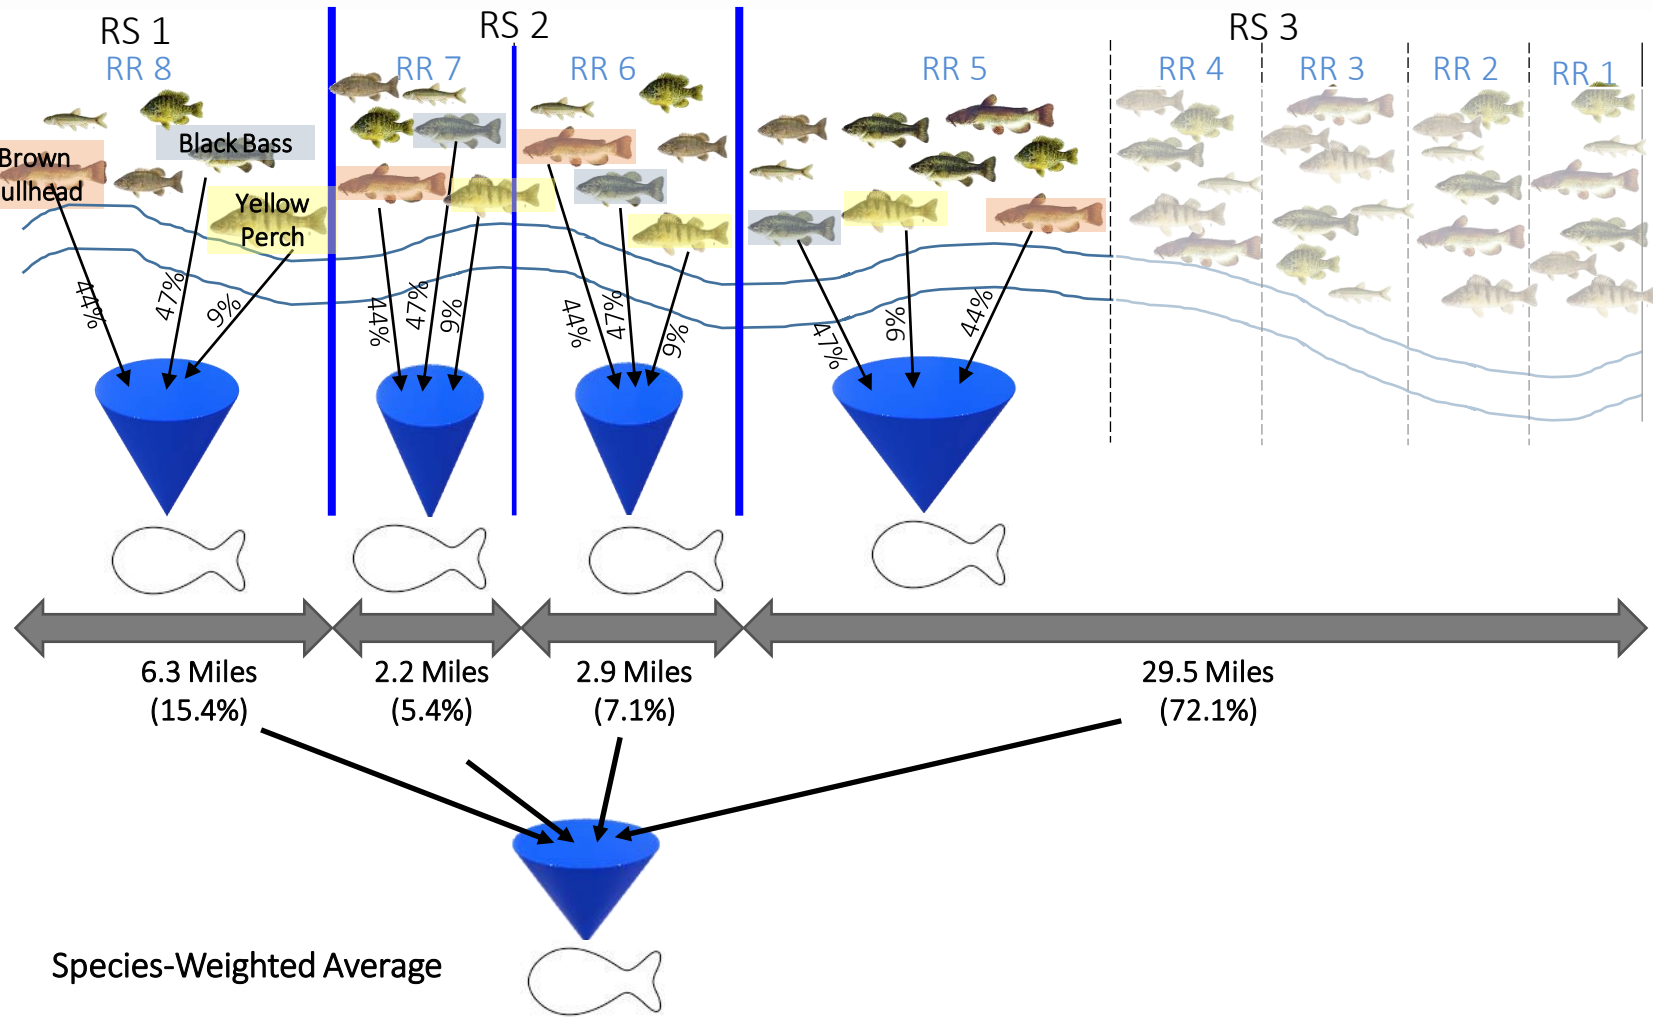 RS 1
RS 2
RS 3
RR 8
RR 7
RR 6
RR 5
RR 4
RR 3
RR 2
RR 1
Black Bass
Brown
ullhead
Yellow
Perch
44%
47%
9%
44%
47%
9%
44%
47%
9%
47%
9%
44%
6.3 Miles
(15.4%)
2.2 Miles
(5.4%)
2.9 Miles
(7.1%)
29.5 Miles
(72.1%)
Species-Weighted Average